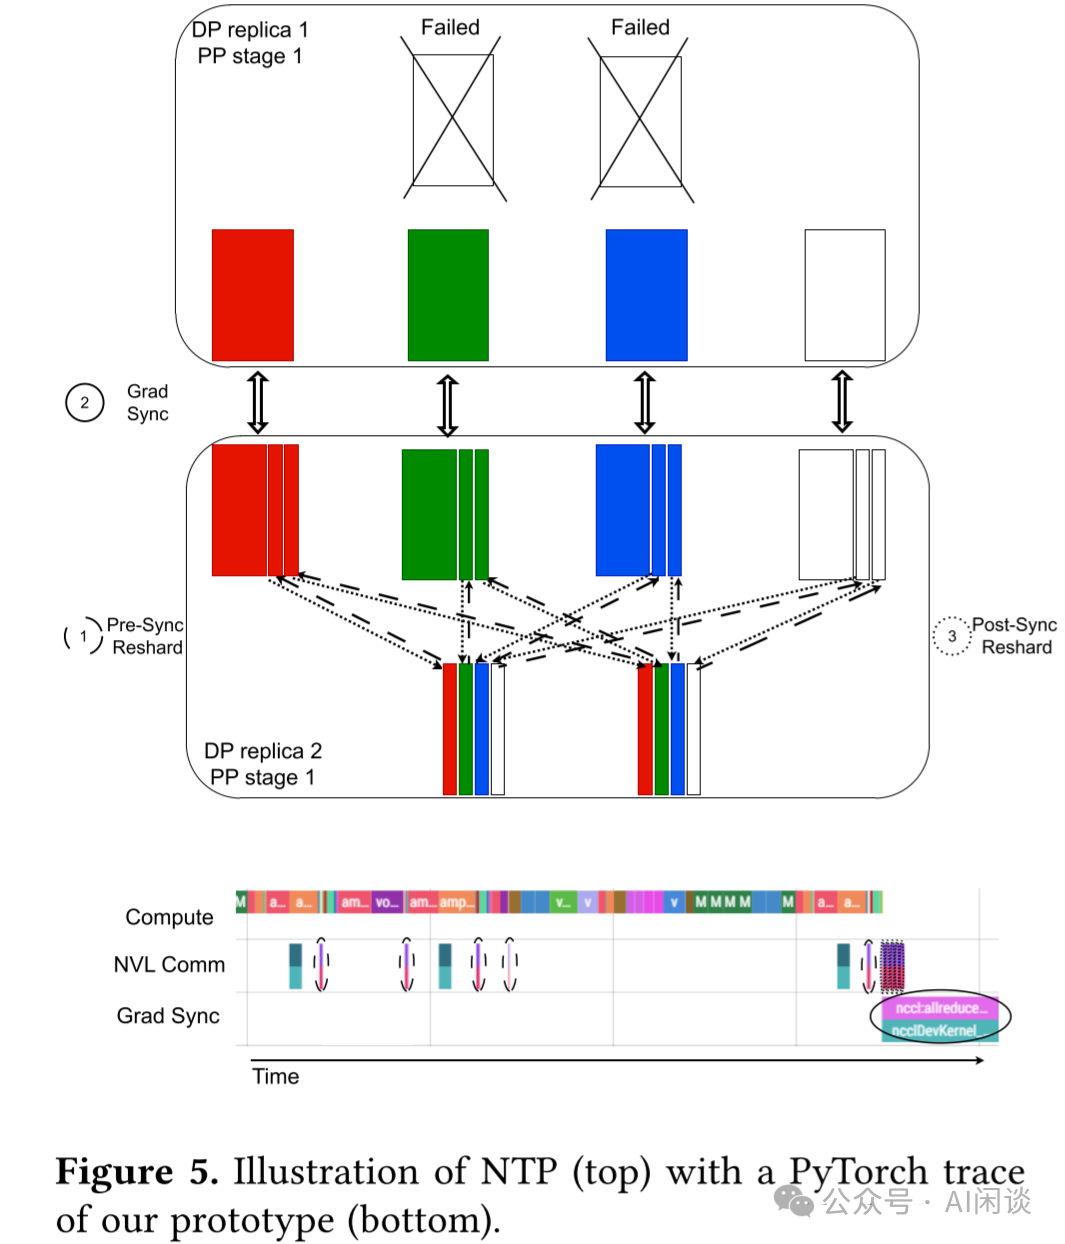 DP replica 1
PP stage 1
Failed
Failed
2
Grad
Sync
1
Pre-Sync
Reshard
3
Post-Sync
Reshard
DP replica 2
PP stage 1
Compute
M
a...
a...
am...
vo...
am...
amp...
v...
v
v
M M M M
M
a...
a...
NVL Comm
Grad Sync
nccl:allreduce...
ncclDevKernel...
Time
Figure 5. Illustration of NTP (top) with a PyTorch trace
of our prototype (bottom).
公众号 · AI闲谈